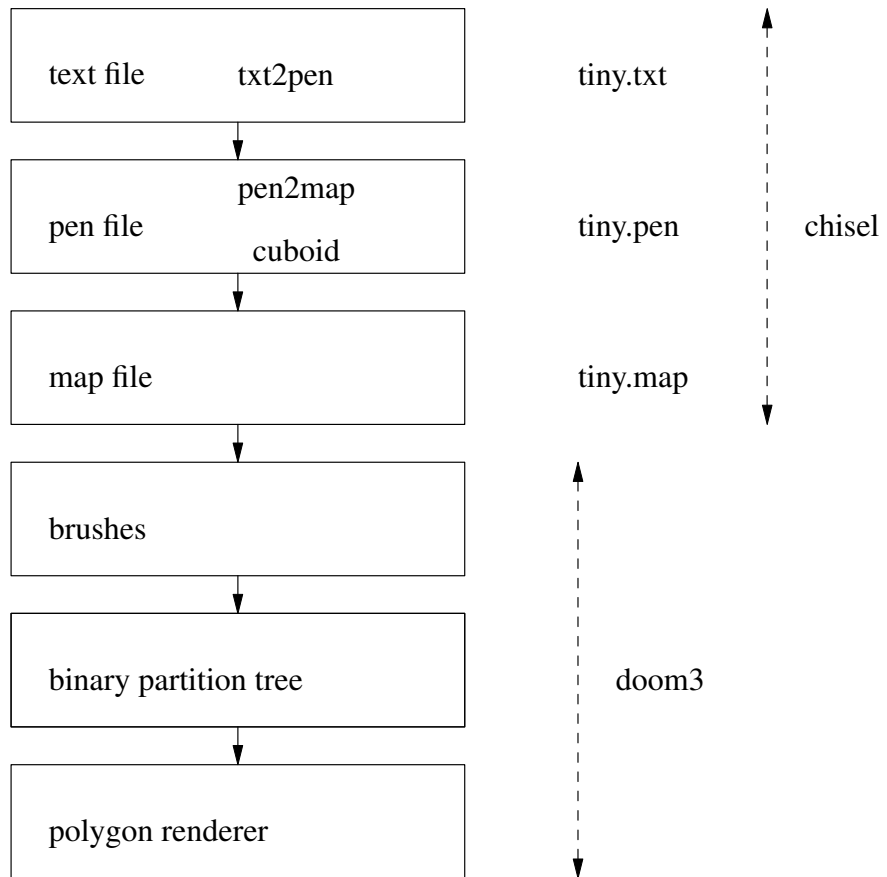 text file txt2pen tiny.txt
pen2map
pen file tiny.pen chisel
cuboid
map file tiny.map
brushes
binary partition tree doom3
polygon renderer